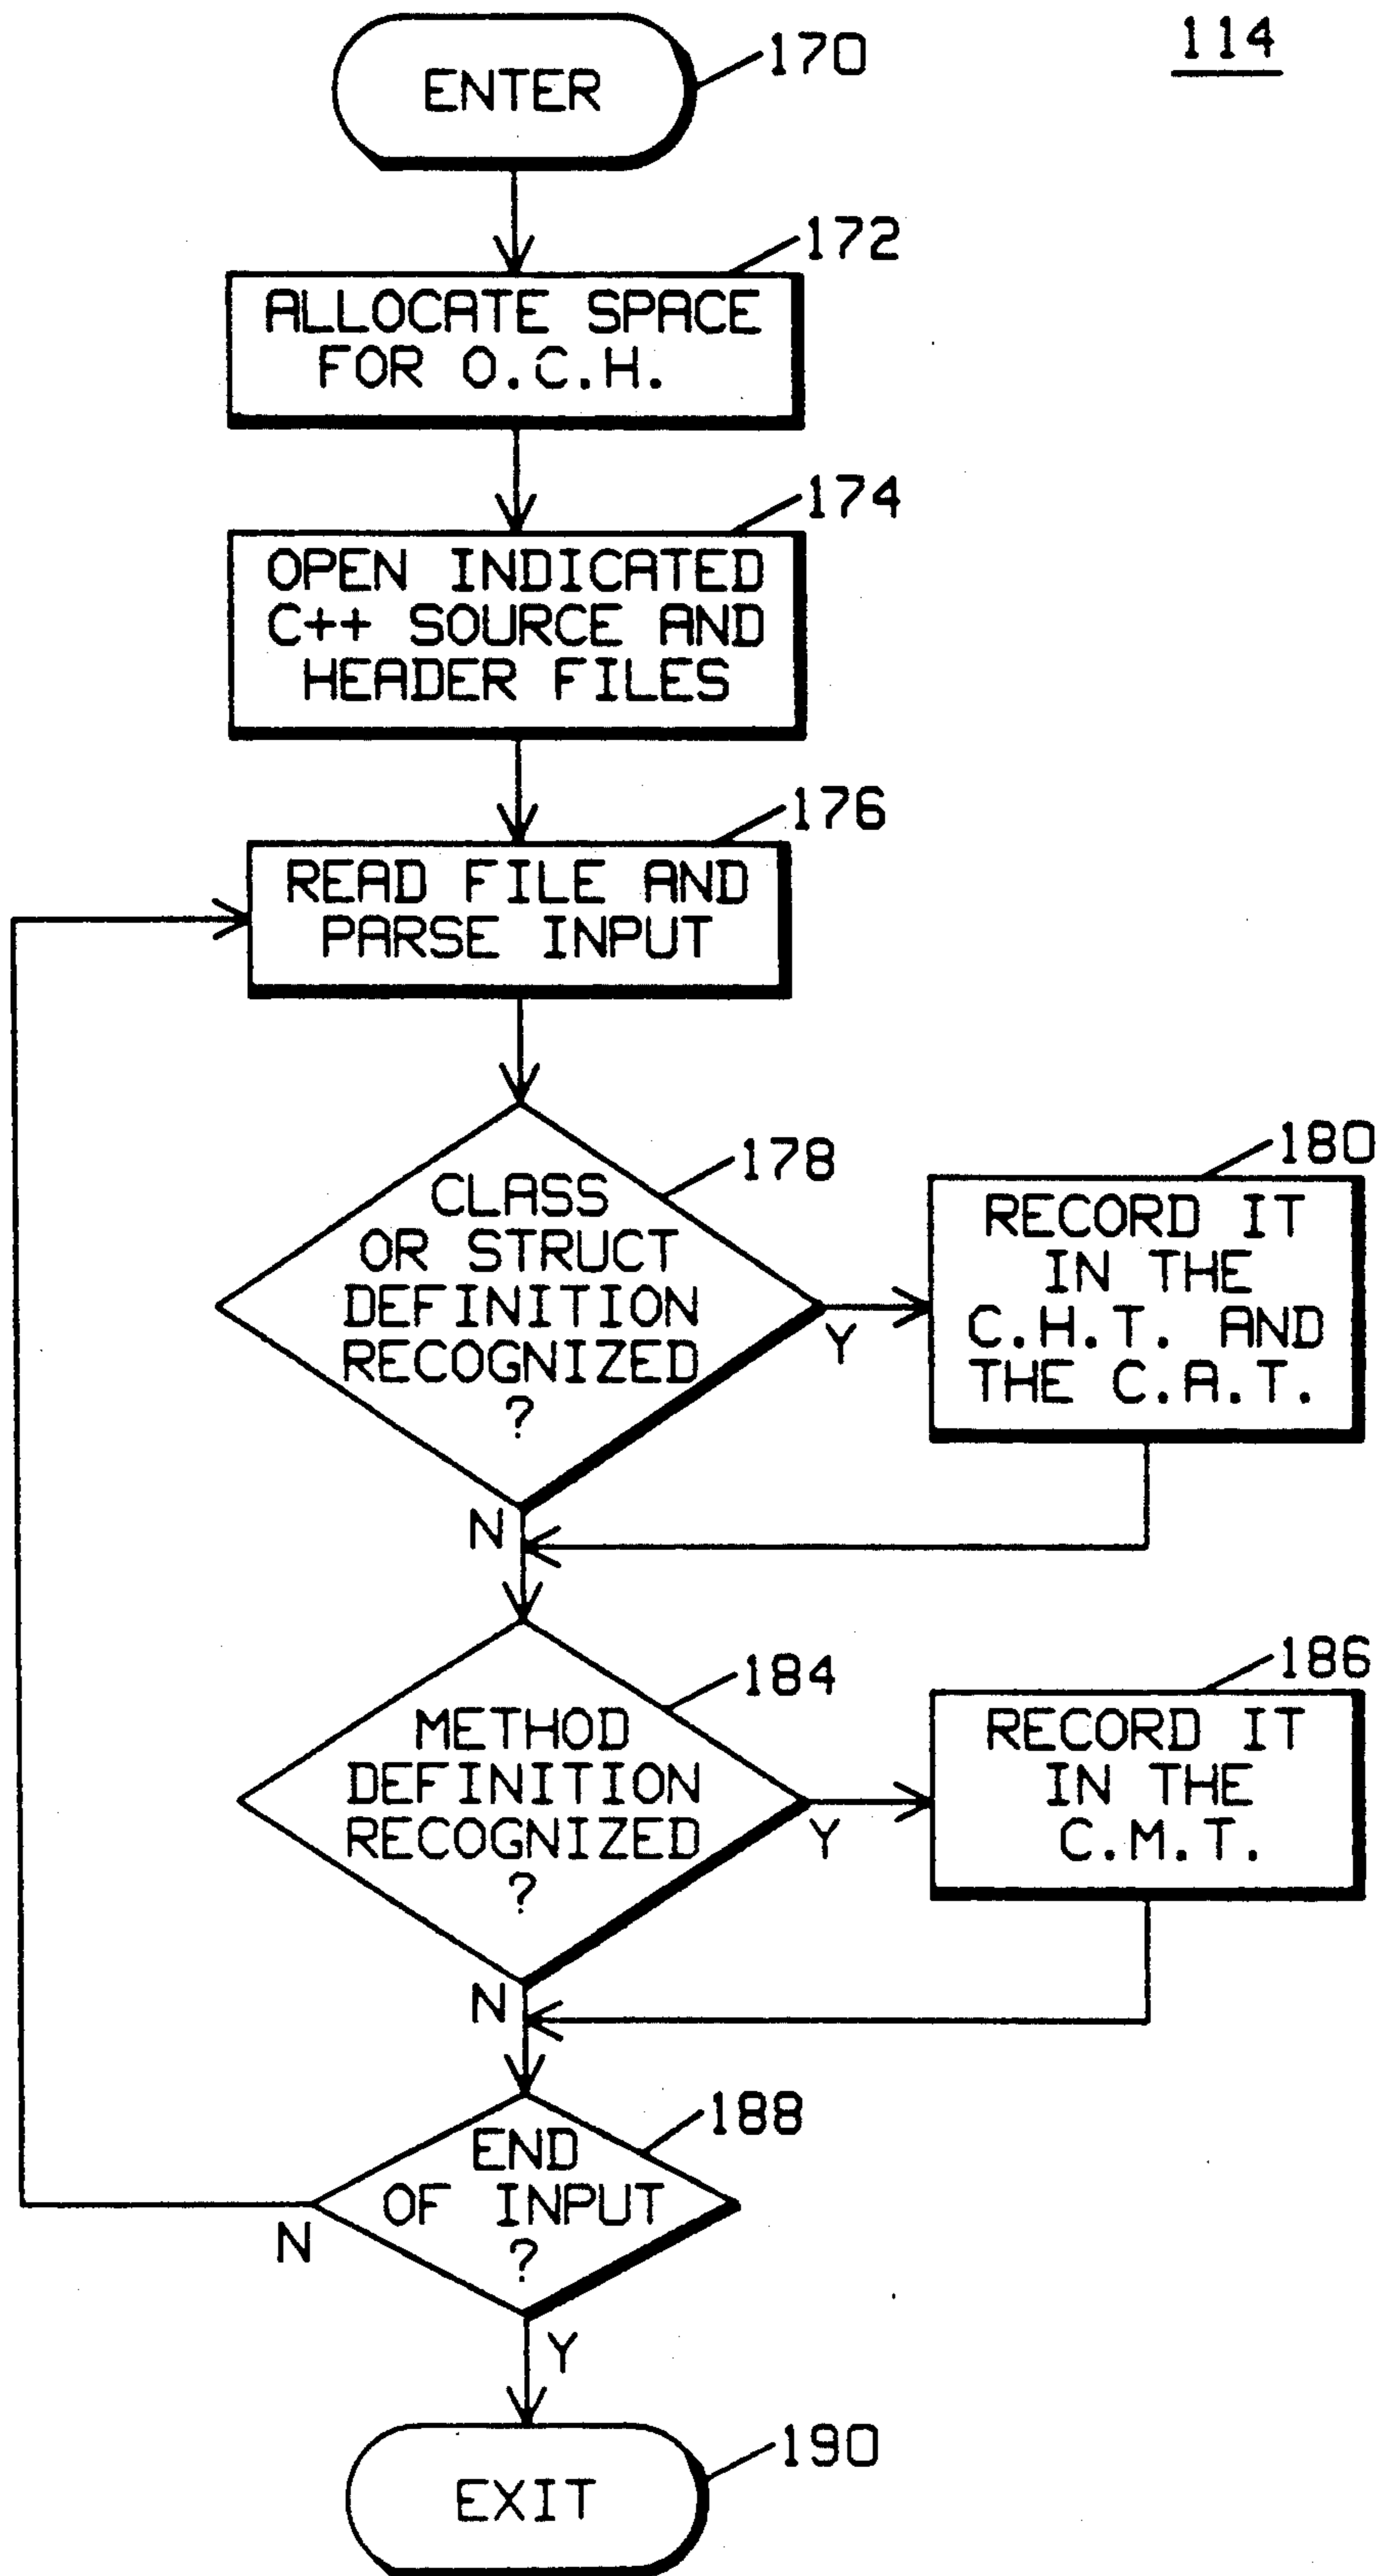 114
ENTER
170
172
ALLOCATE SPACE
FOR O.C.H.
174
OPEN INDICATED
C++ SOURCE AND
HEADER FILES
176
READ FILE AND
PARSE INPUT
178
CLASS
OR STRUCT
DEFINITION
RECOGNIZED
?
Y
N
180
RECORD IT
IN THE
C.H.T. AND
THE C.A.T.
184
METHOD
DEFINITION
RECOGNIZED
?
Y
N
186
RECORD IT
IN THE
C.M.T.
188
END
OF INPUT
?
N
Y
190
EXIT